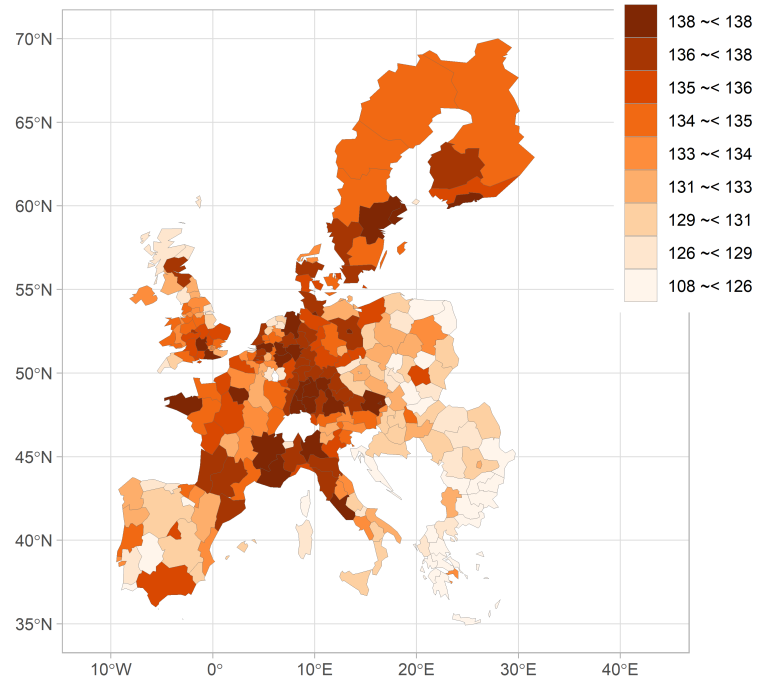 138 ~< 138
136 ~< 138
135 ~< 136
134 ~< 135
133 ~< 134
131 ~< 133
129 ~< 131
126 ~< 129
108 ~< 126
70°N
65°N
60°N
55°N
50°N
45°N
40°N
35°N
10°W 0° 10°E 20°E 30°E 40°E